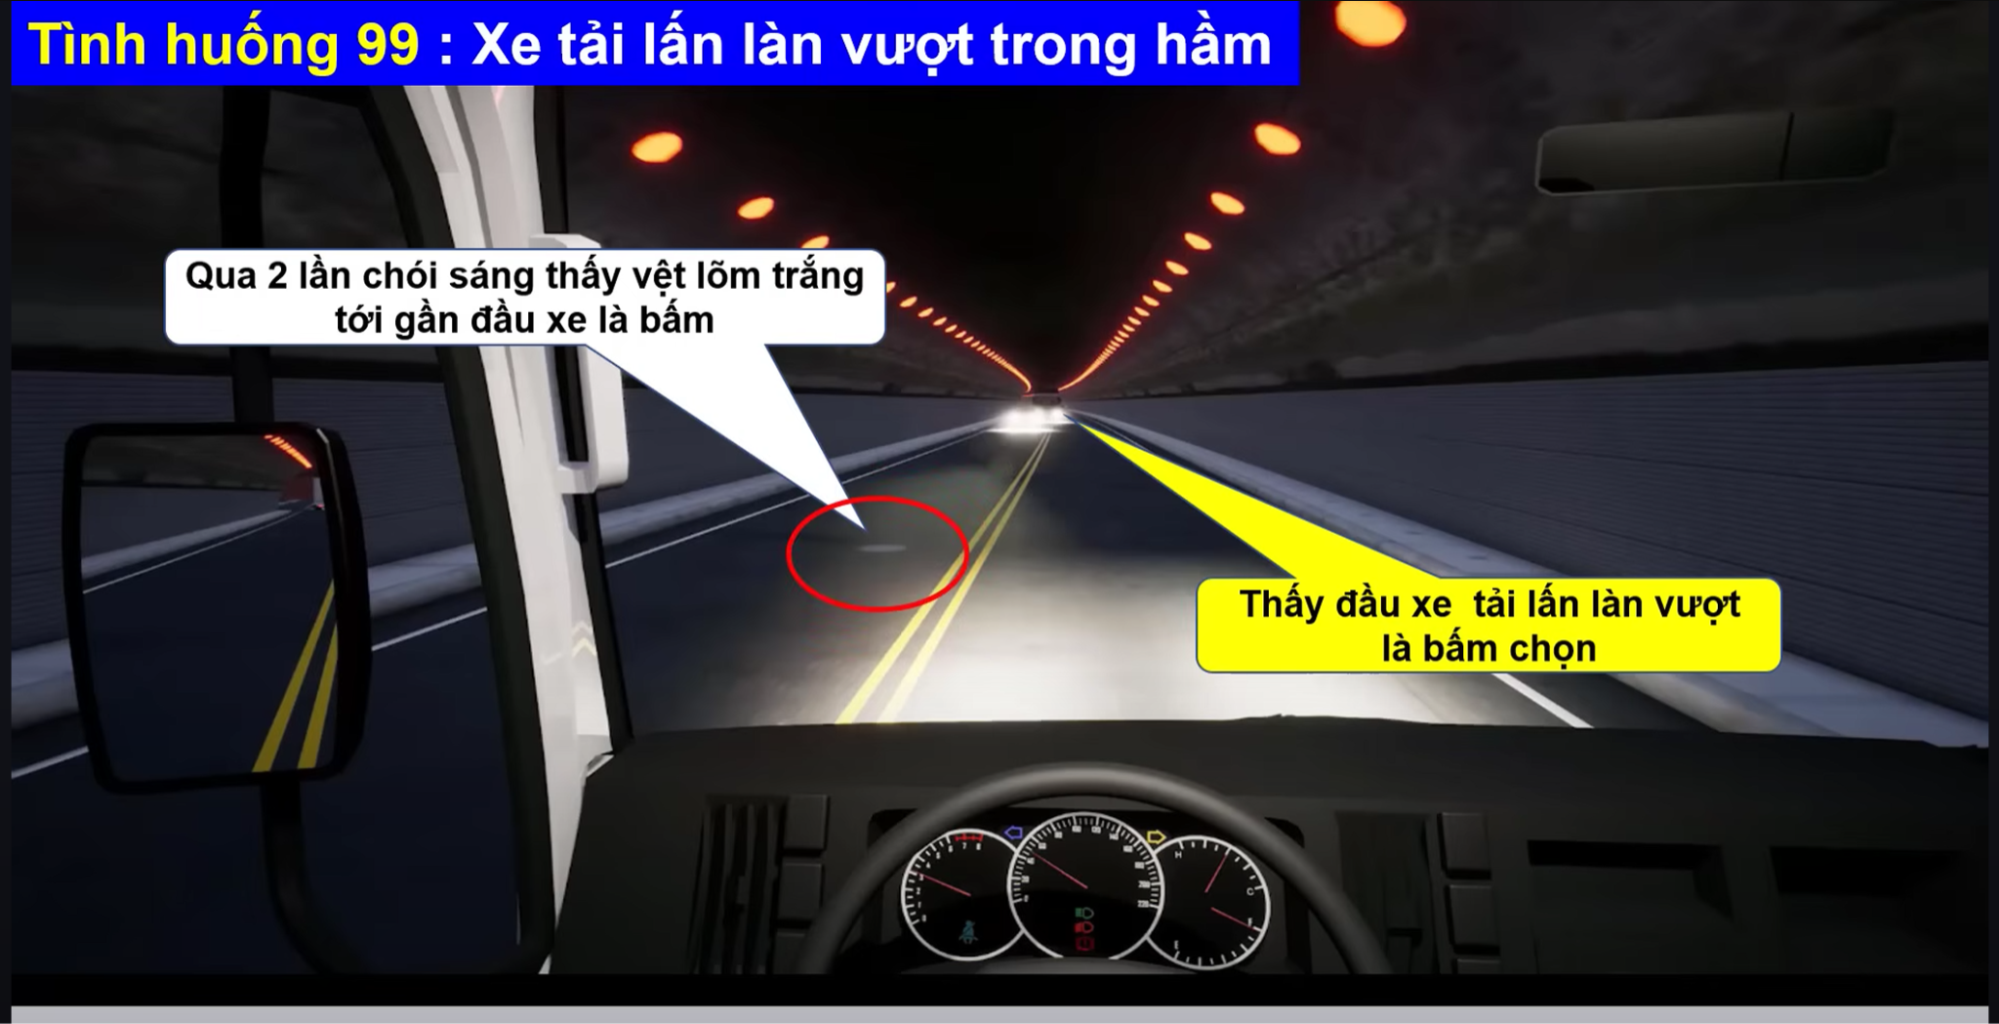 Tình huống 99 : Xe tải lấn làn vượt trong hầm
Qua 2 lần chói sáng thấy vệt lõm trắng
tới gần đầu xe là bấm
Thấy đầu xe tải lấn làn vượt
là bấm chọn